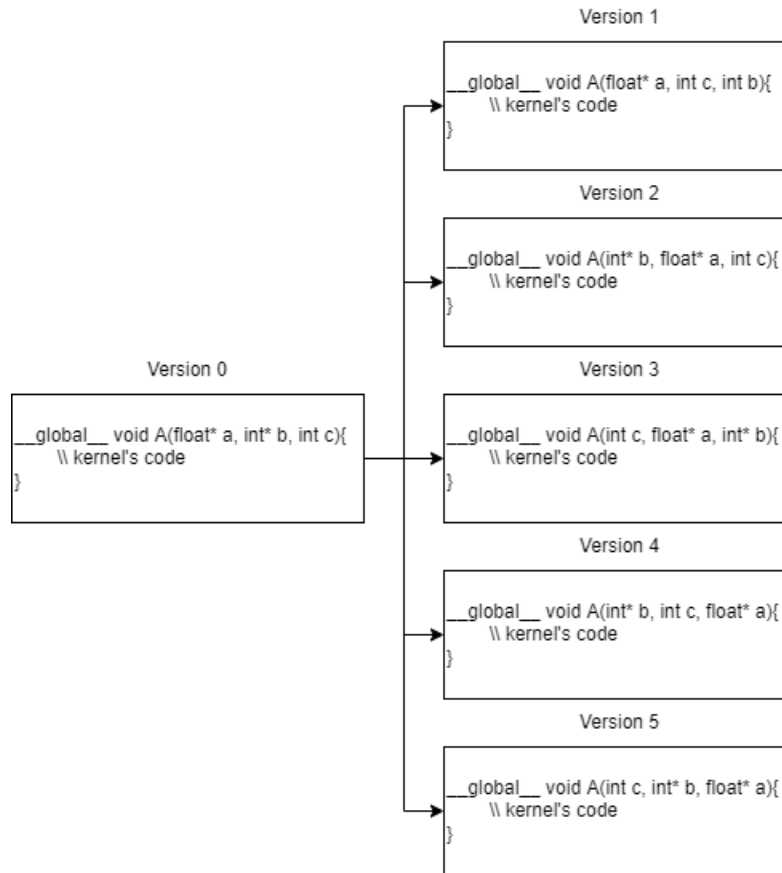 Version 1
__global__ void A(float* a, int c, int b){
\\ kernel's code
}
Version 2
__global__ void A(int* b, float* a, int c){
\\ kernel's code
}
Version 0
__global__ void A(float* a, int* b, int c){
\\ kernel's code
}
Version 3
__global__ void A(int c, float* a, int* b){
\\ kernel's code
}
Version 4
__global__ void A(int* b, int c, float* a){
\\ kernel's code
}
Version 5
__global__ void A(int c, int* b, float* a){
\\ kernel's code
}